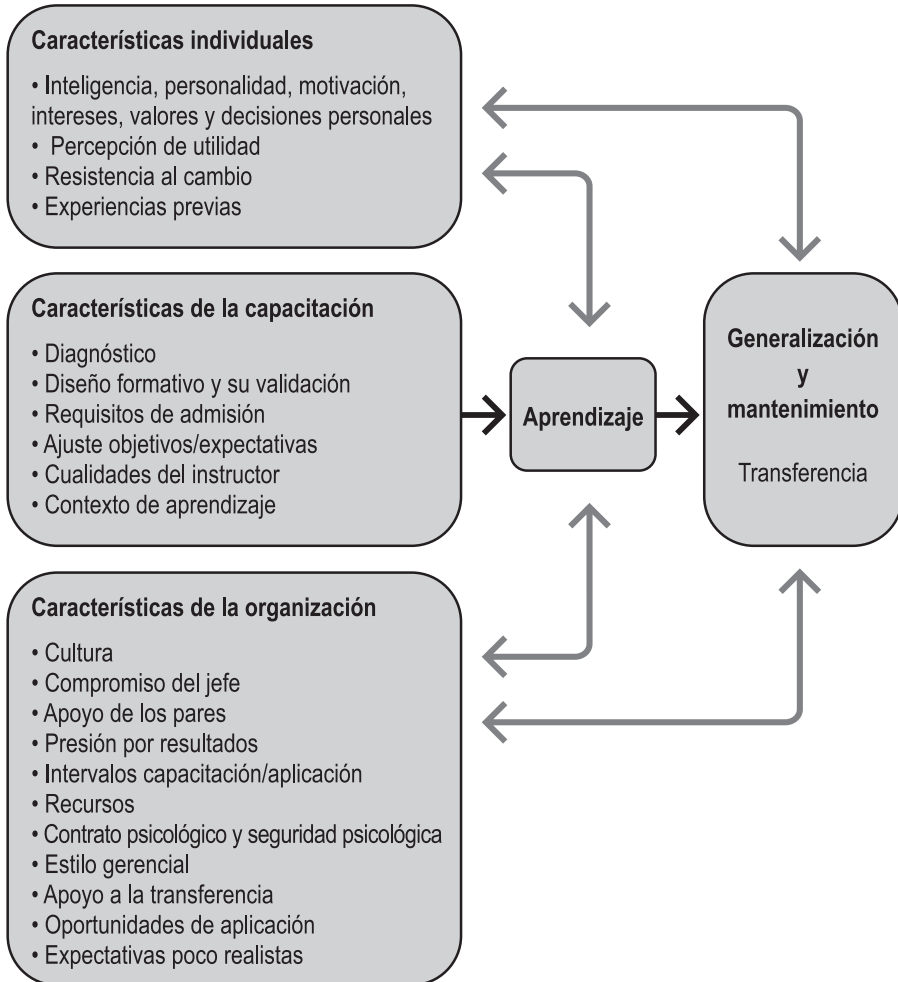 Características individuales
• Inteligencia, personalidad, motivación,
intereses, valores y decisiones personales
• Percepción de utilidad
• Resistencia al cambio
• Experiencias previas
Características de la capacitación
• Diagnóstico
• Diseño formativo y su validación
• Requisitos de admisión
• Ajuste objetivos/expectativas
• Cualidades del instructor
• Contexto de aprendizaje
Aprendizaje
Generalización
y
mantenimiento
Transferencia
Características de la organización
• Cultura
• Compromiso del jefe
• Apoyo de los pares
• Presión por resultados
• Intervalos capacitación/aplicación
• Recursos
• Contrato psicológico y seguridad psicológica
• Estilo gerencial
• Apoyo a la transferencia
• Oportunidades de aplicación
• Expectativas poco realistas